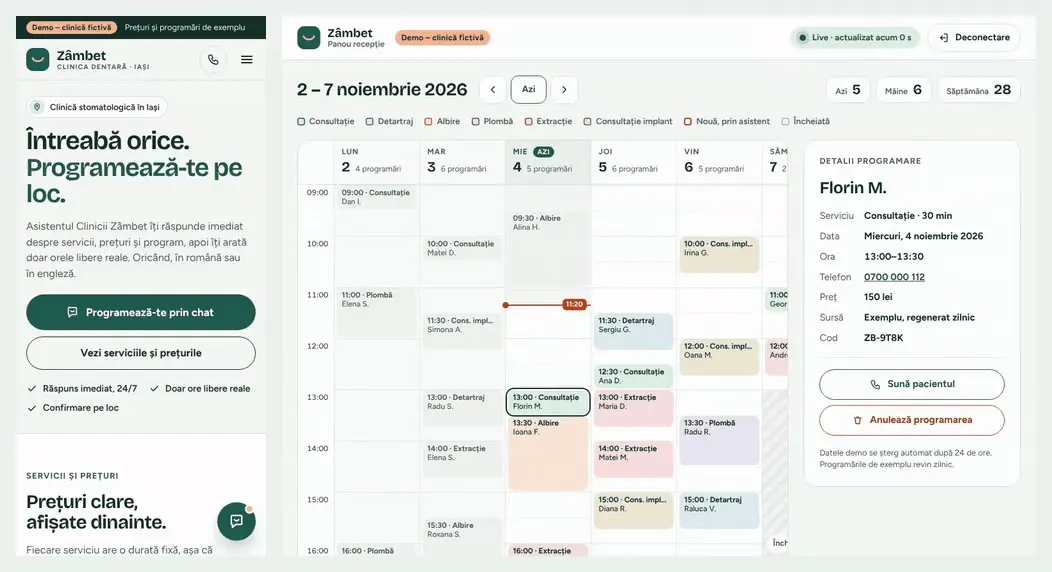 Demo – clinică fictivă Prețuri și programări de exemplu
Zâmbet
CLINICA DENTARĂ · IAȘI
Clinică stomatologică în Iași
Întreabă orice.
Programează-te pe
loc.
Asistentul Clinicii Zâmbet îți răspunde imediat
despre servicii, prețuri și program, apoi îți arată
doar orele libere reale. Oricând, în română sau
în engleză.
Programează-te prin chat
Vezi serviciile și prețurile
Răspuns imediat, 24/7 Doar ore libere reale
Confirmare pe loc
SERVICII ȘI PREȚURI
Prețuri clare,
afișate dinainte.
Fiecare serviciu are o durată fixă, așa că
Zâmbet
Panou recepție
Demo – clinică fictivă
Live · actualizat acum 0 s
Deconectare
2 – 7 noiembrie 2026
Azi
Azi 5
Mâine 6
Săptămâna 28
Consultație Detartraj Albire Plombă Extracție Consultație implant Nouă, prin asistent Încheiată
LUN
2 4 programări
MAR
3 6 programări
MIE AZI
4 5 programări
JOI
5 6 programări
VIN
6 5 programări
SÂM
7 2
09:00
10:00
11:00
12:00
13:00
14:00
15:00
16:00
09:00 · Consultație
Dan I.
11:00 · Plombă
Elena S.
16:00 · Plombă
10:00 · Consultație
Matei D.
11:30 · Cons. impl...
Simona A.
13:00 · Detartraj
Radu S.
14:00 · Extracție
Elena S.
15:30 · Albire
Roxana S.
09:30 · Albire
Alina H.
11:20
13:00 · Consultație
Florin M.
13:30 · Albire
Ioana F.
16:00 · Extracție
11:30 · Detartraj
Sergiu G.
12:30 · Consultație
Ana D.
13:00 · Extracție
Maria D.
14:00 · Extracție
Matei M.
15:00 · Cons. impl...
Diana R.
10:00 · Cons. impl...
Irina G.
12:00 · Cons. impl...
Oana M.
13:30 · Plombă
Radu R.
15:00 · Detartraj
Raluca V.
11:00
Geor
12:00
Andre
Înch
DETALII PROGRAMARE
Florin M.
Serviciu Consultație · 30 min
Data Miercuri, 4 noiembrie 2026
Ora 13:00–13:30
Telefon 0700 000 112
Preț 150 lei
Sursă Exemplu, regenerat zilnic
Cod ZB-9T8K
Sună pacientul
Anulează programarea
Datele demo se șterg automat după 24 de ore.
Programările de exemplu revin zilnic.